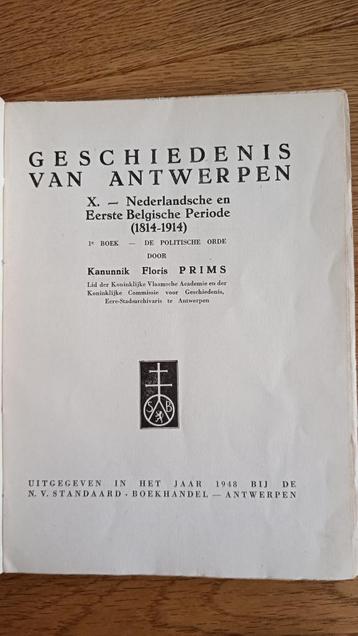 GESCHIEDENIS
VAN ANTWERPEN
X. — Nederlandsche en
Eerste Belgische Periode
(1814-1914)
1e BOEK — DE POLITISCHE ORDE
DOOR
Kanunnik Floris PRIMS
Lid der Koninklijke Vlaamsche Academie en der
Koninklijke Commissie voor Geschiedenis,
Eere-Stadsarchivaris te Antwerpen
S B
UITGEGEVEN IN HET JAAR 1948 BIJ DE
N. V. STANDAARD - BOEKHANDEL — ANTWERPEN